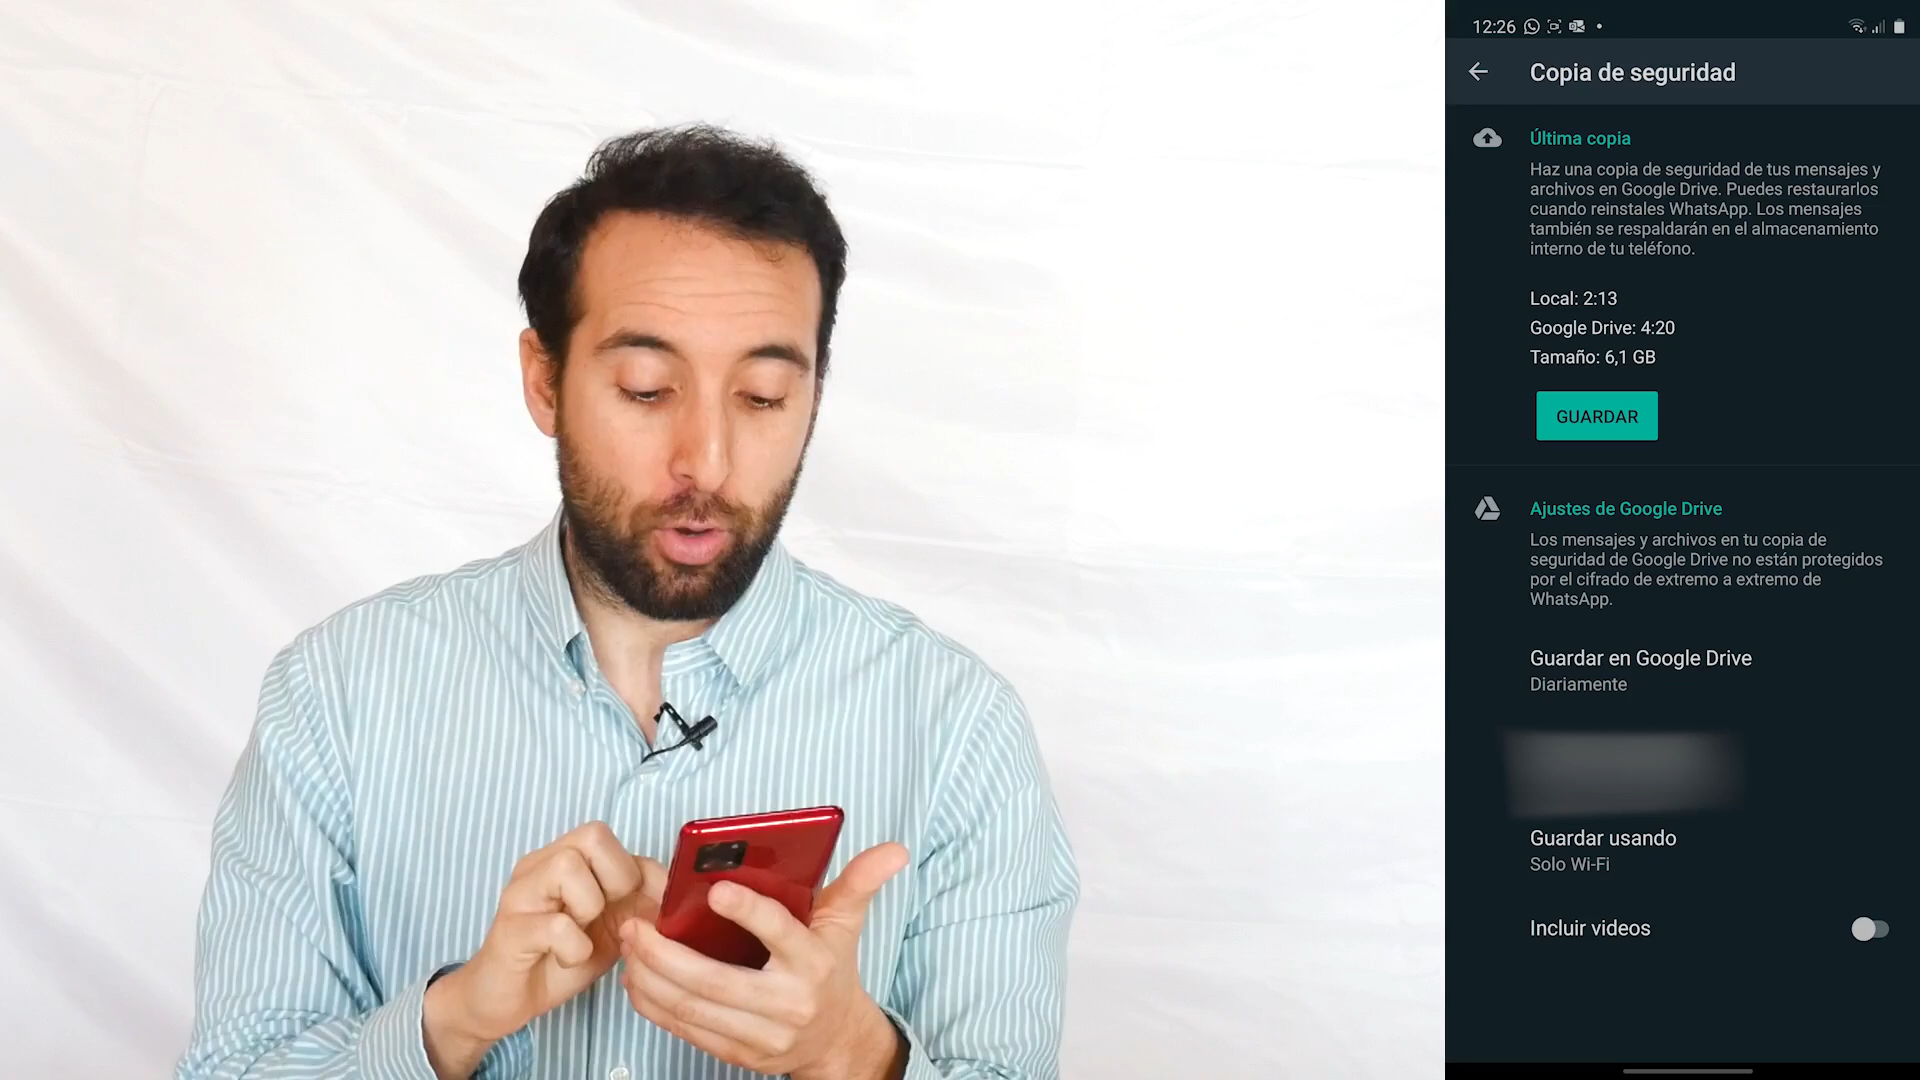 12:26
Copia de seguridad
Última copia
Haz una copia de seguridad de tus mensajes y
archivos en Google Drive. Puedes restaurarlos
cuando reinstales WhatsApp. Los mensajes
también se respaldarán en el almacenamiento
interno de tu teléfono.
Local: 2:13
Google Drive: 4:20
Tamaño: 6,1 GB
GUARDAR
Ajustes de Google Drive
Los mensajes y archivos en tu copia de
seguridad de Google Drive no están protegidos
por el cifrado de extremo a extremo de
WhatsApp.
Guardar en Google Drive
Diariamente
Guardar usando
Solo Wi-Fi
Incluir videos